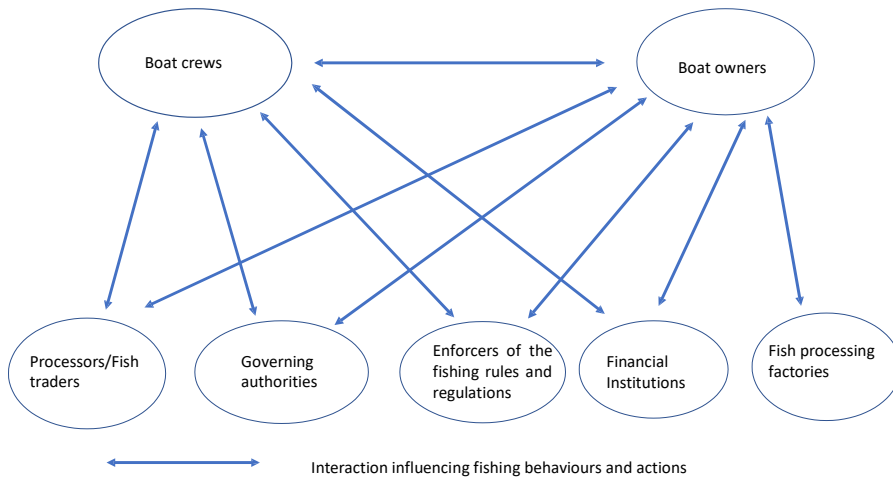 Boat crews
Boat owners
Processors/Fish
traders
Governing
authorities
Enforcers of the
fishing rules and
regulations
Financial
Institutions
Fish processing
factories
Interaction influencing fishing behaviours and actions